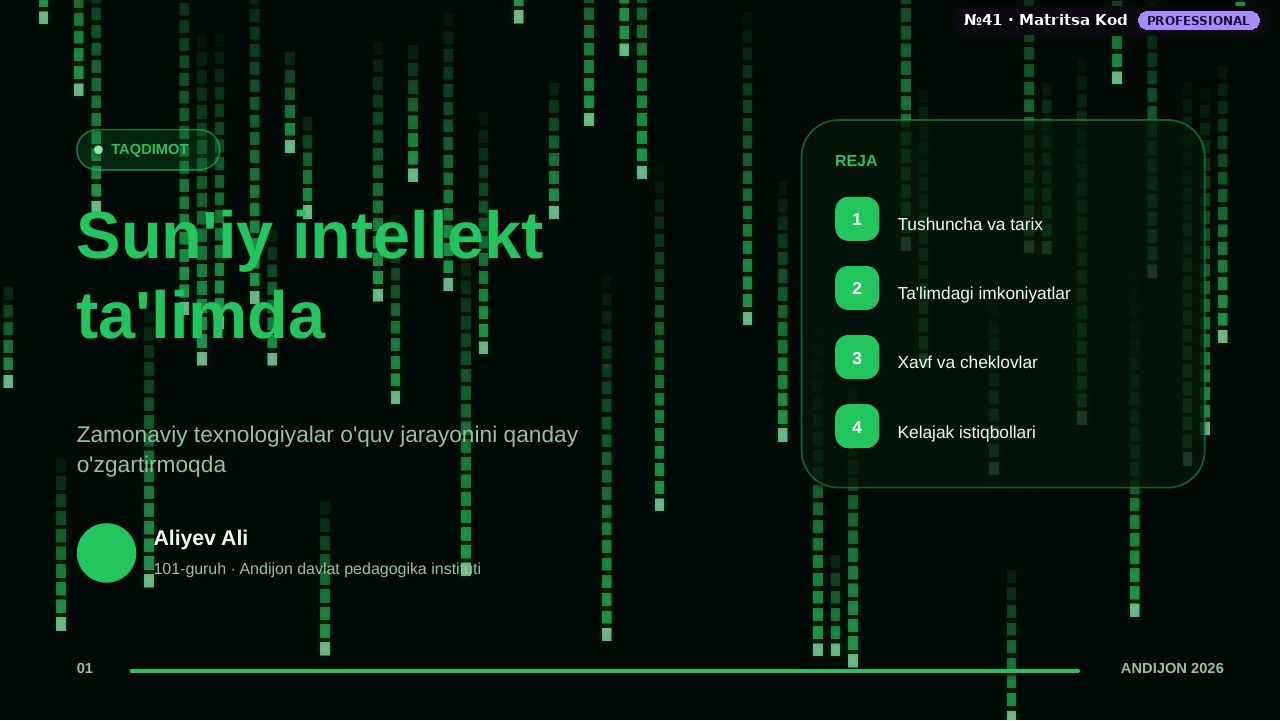 №41 · Matritsa Kod PROFESSIONAL
TAQDIMOT
Sun'iy intellekt
ta'limda
Zamonaviy texnologiyalar o'quv jarayonini qanday
o'zgartirmoqda
Aliyev Ali
101-guruh · Andijon davlat pedagogika instituti
REJA
1 Tushuncha va tarix
2 Ta'limdagi imkoniyatlar
3 Xavf va cheklovlar
4 Kelajak istiqbollari
01
ANDIJON 2026